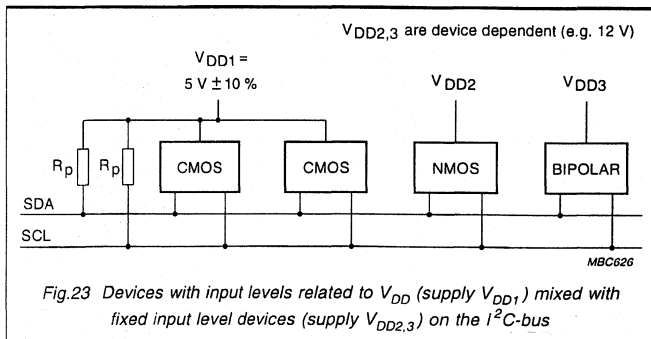 VDD2,3 are device dependent (e.g. 12 V)
VDD1 =
5 V ± 10 %
VDD2
VDD3
Rp
Rp
CMOS
CMOS
NMOS
BIPOLAR
SDA
SCL
MBC626
Fig.23 Devices with input levels related to VDD (supply VDD1) mixed with
fixed input level devices (supply VDD2,3) on the I²C-bus